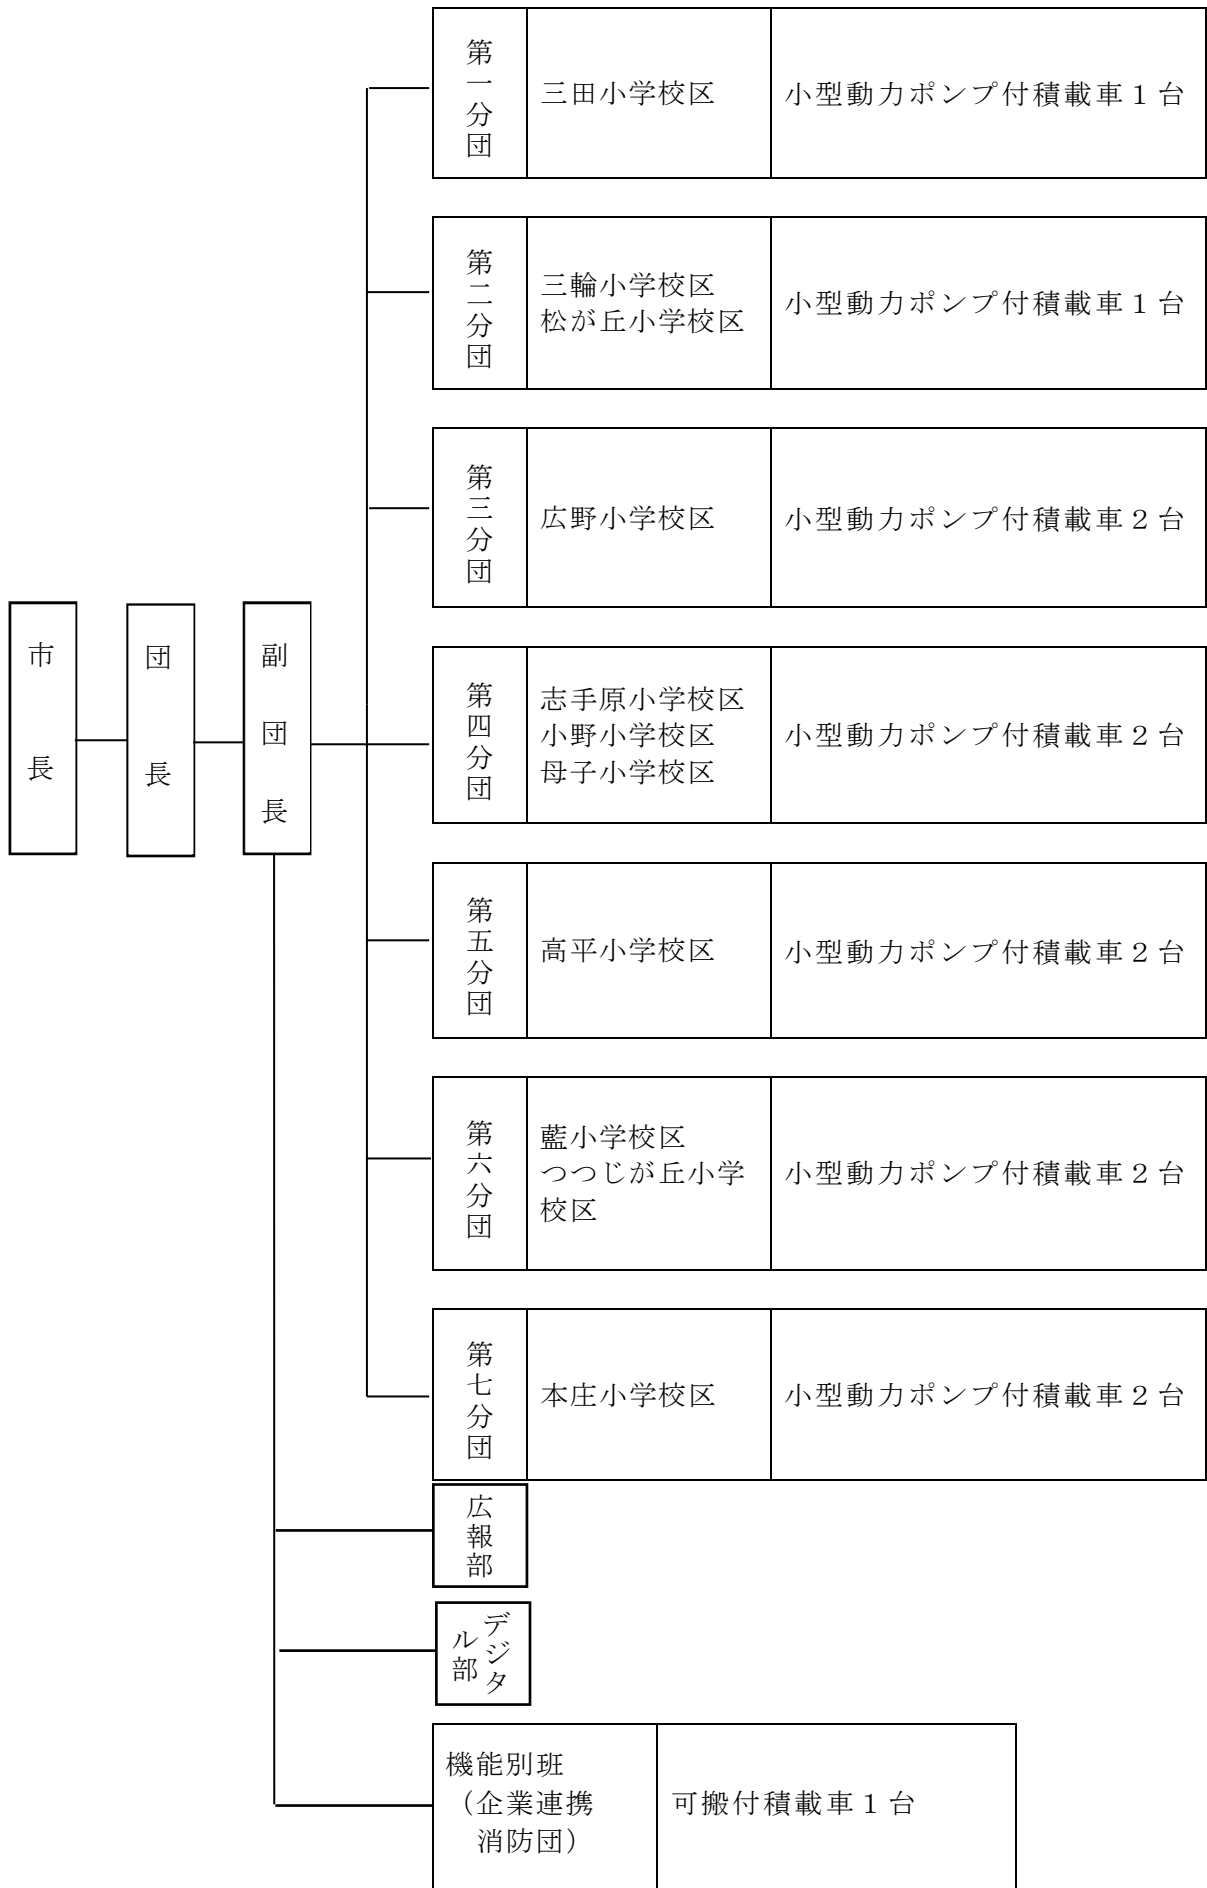 市長
団長
副団長
第一分団
三田小学校区
小型動力ポンプ付積載車１台
第二分団
三輪小学校区
松が丘小学校区
小型動力ポンプ付積載車１台
第三分団
広野小学校区
小型動力ポンプ付積載車２台
第四分団
志手原小学校区
小野小学校区
母子小学校区
小型動力ポンプ付積載車２台
第五分団
高平小学校区
小型動力ポンプ付積載車２台
第六分団
藍小学校区
つつじが丘小学
校区
小型動力ポンプ付積載車２台
第七分団
本庄小学校区
小型動力ポンプ付積載車２台
広報部
デジタ
ル部
機能別班
（企業連携
消防団）
可搬付積載車１台